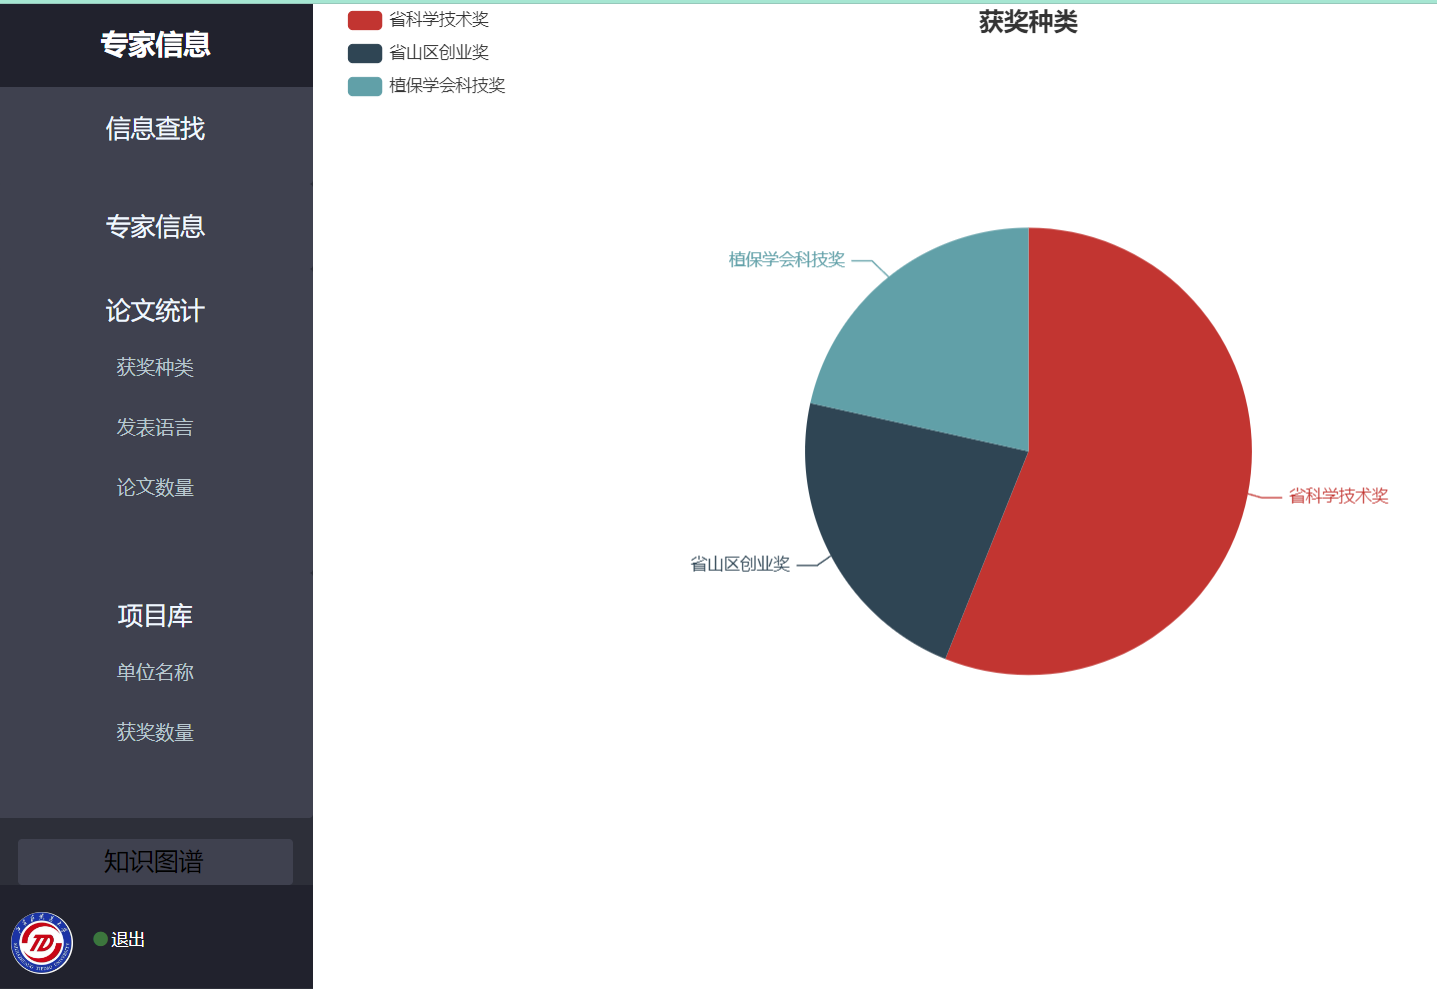 专家信息
信息查找
专家信息
论文统计
获奖种类
发表语言
论文数量
项目库
单位名称
获奖数量
知识图谱
退出
省科学技术奖
省山区创业奖
植保学会科技奖
获奖种类
植保学会科技奖
省科学技术奖
省山区创业奖